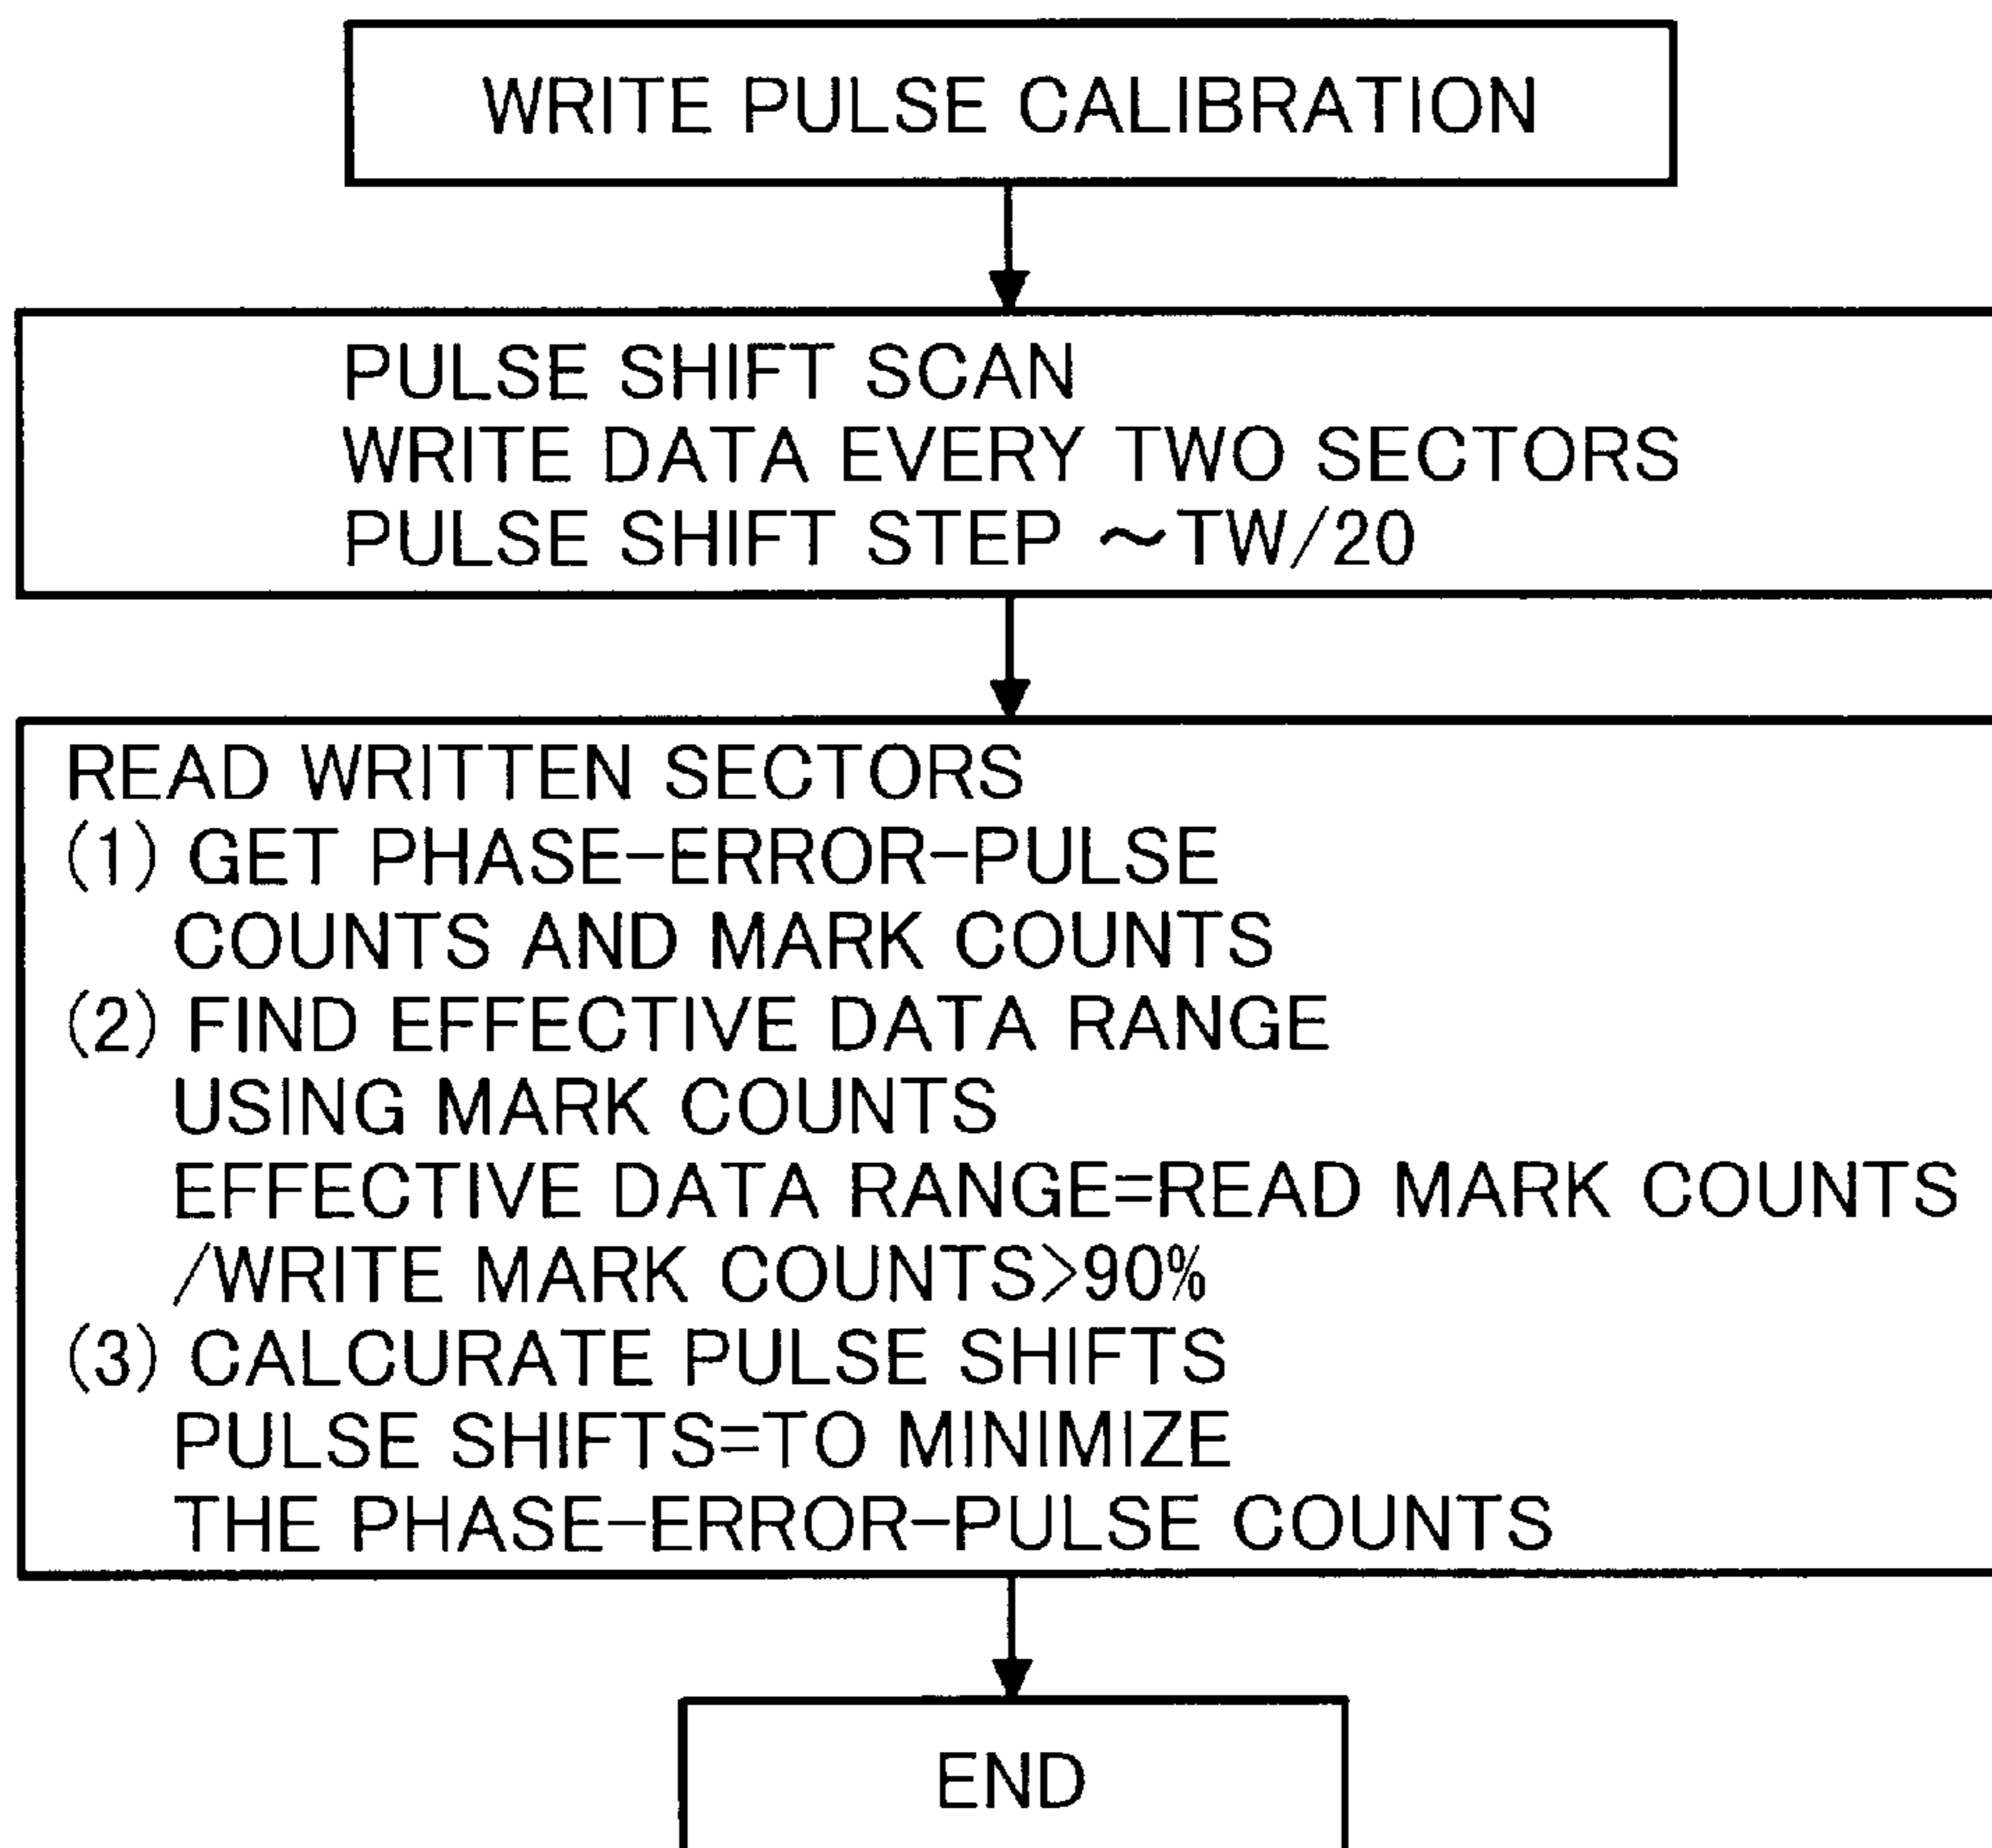 WRITE PULSE CALIBRATION
PULSE SHIFT SCAN
WRITE DATA EVERY TWO SECTORS
PULSE SHIFT STEP ~TW/20
READ WRITTEN SECTORS
(1) GET PHASE-ERROR-PULSE
COUNTS AND MARK COUNTS
(2) FIND EFFECTIVE DATA RANGE
USING MARK COUNTS
EFFECTIVE DATA RANGE=READ MARK COUNTS
/WRITE MARK COUNTS>90%
(3) CALCURATE PULSE SHIFTS
PULSE SHIFTS=TO MINIMIZE
THE PHASE-ERROR-PULSE COUNTS
END